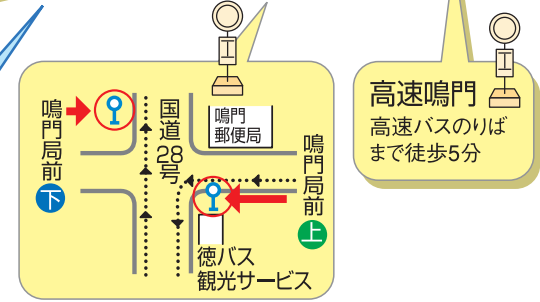 鳴門局前
下
国道28号
鳴門
郵便局
鳴門局前
上
徳バス
観光サービス
高速鳴門
高速バスのりば
まで徒歩5分